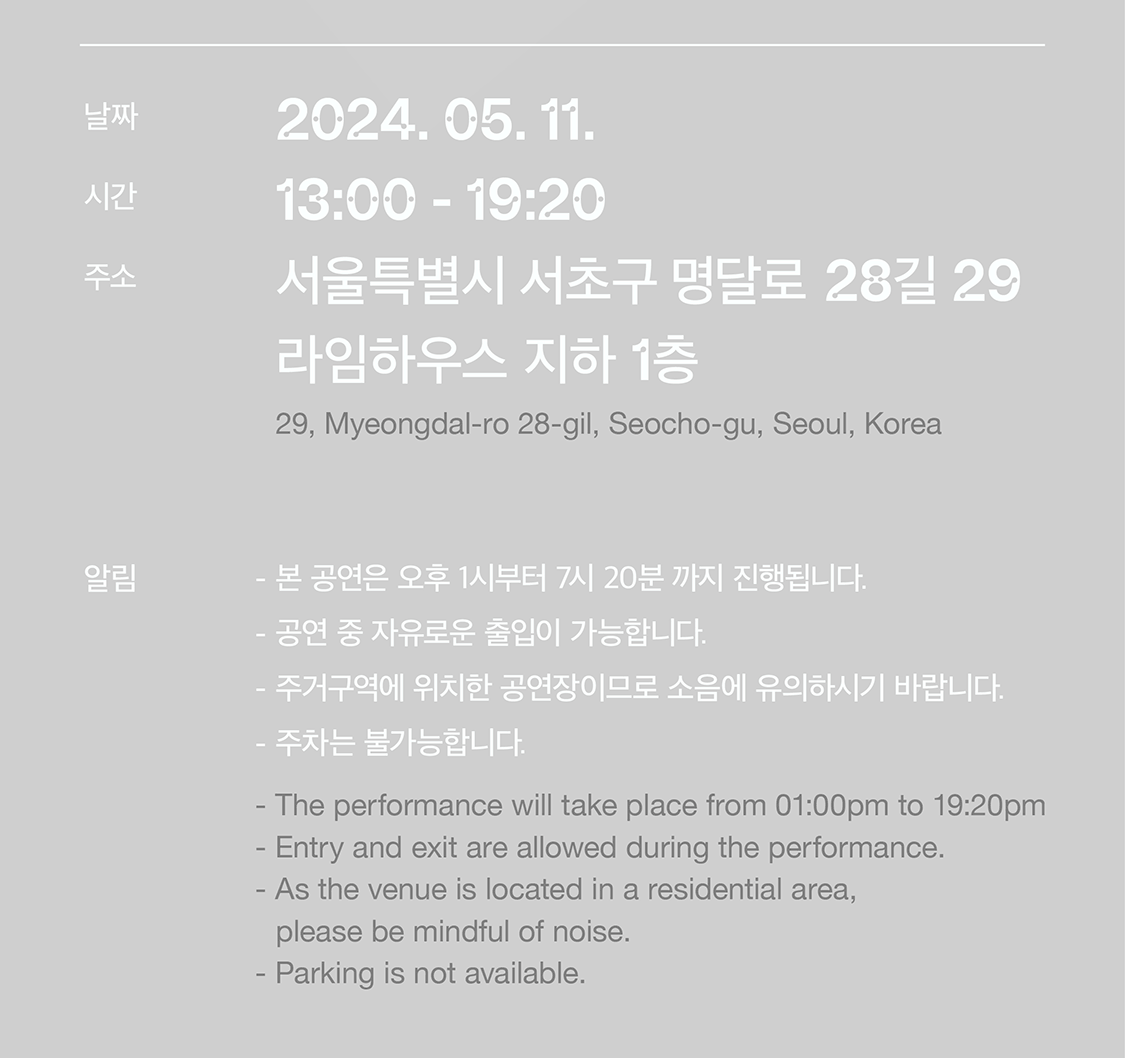 날짜 2024. 05. 11.
시간 13:00 - 19:20
주소 서울특별시 서초구 명달로 28길 29
라임하우스 지하 1층
29, Myeongdal-ro 28-gil, Seocho-gu, Seoul, Korea
알림 - 본 공연은 오후 1시부터 7시 20분 까지 진행됩니다.
- 공연 중 자유로운 출입이 가능합니다.
- 주거구역에 위치한 공연장이므로 소음에 유의하시기 바랍니다.
- 주차는 불가능합니다.
- The performance will take place from 01:00pm to 19:20pm
- Entry and exit are allowed during the performance.
- As the venue is located in a residential area,
please be mindful of noise.
- Parking is not available.